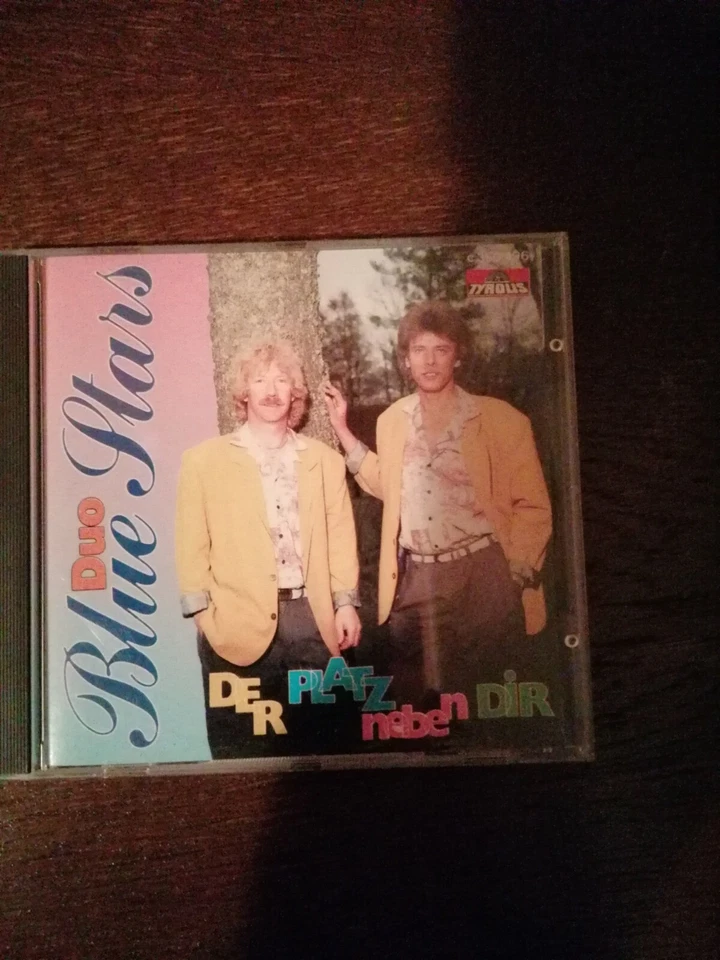 Duo
Blue Stars
TYROLIS
DER PLATZ
neben DiR